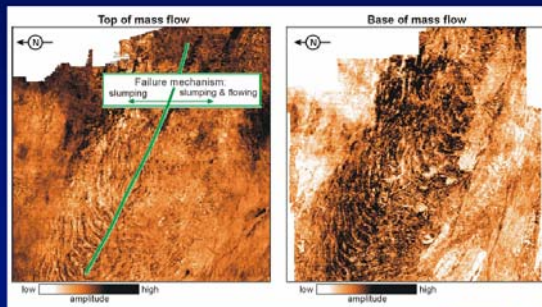 Top of mass flow
Base of mass flow
N
N
Failure mechanism:
slumping
slumping & flowing
low
high
amplitude
low
high
amplitude